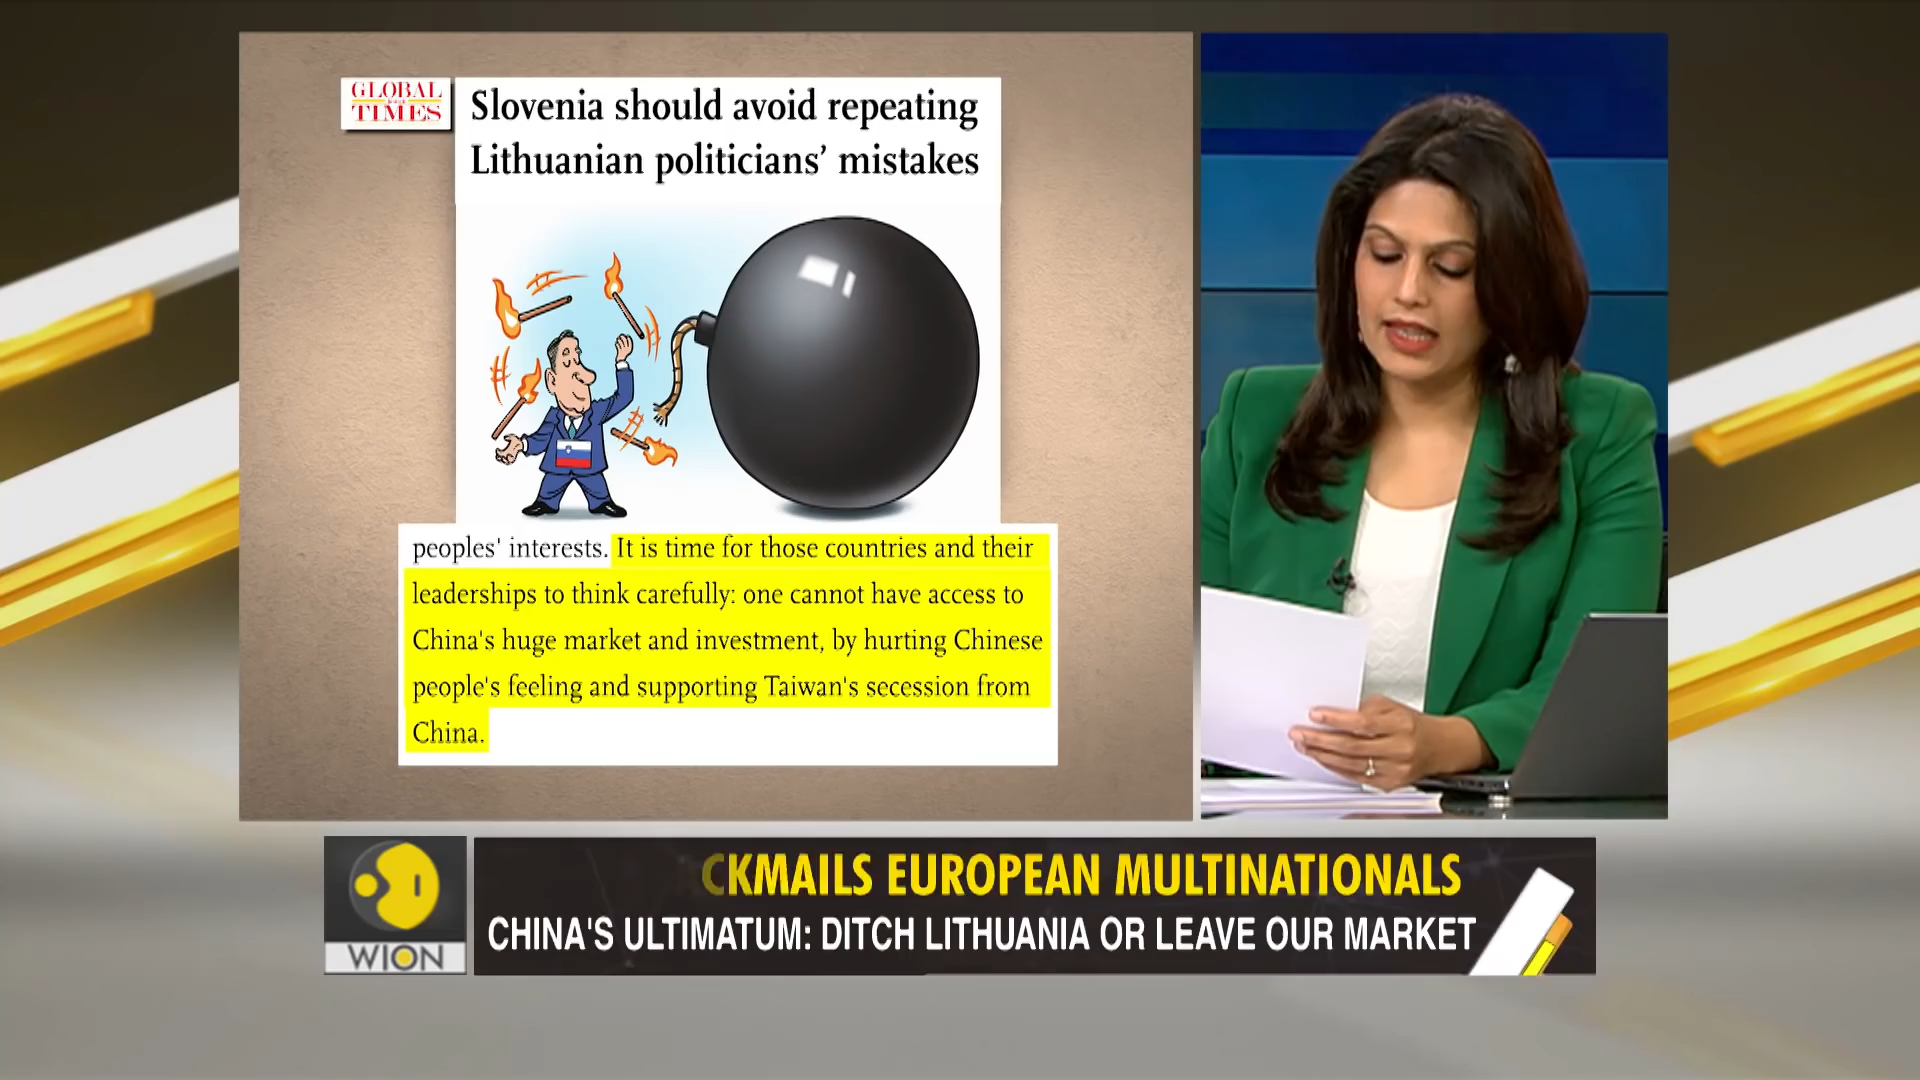 GLOBAL
TIMES
Slovenia should avoid repeating
Lithuanian politicians’ mistakes
peoples' interests. It is time for those countries and their
leaderships to think carefully: one cannot have access to
China's huge market and investment, by hurting Chinese
people's feeling and supporting Taiwan's secession from
China.
CKMAILS EUROPEAN MULTINATIONALS
CHINA'S ULTIMATUM: DITCH LITHUANIA OR LEAVE OUR MARKET
WION